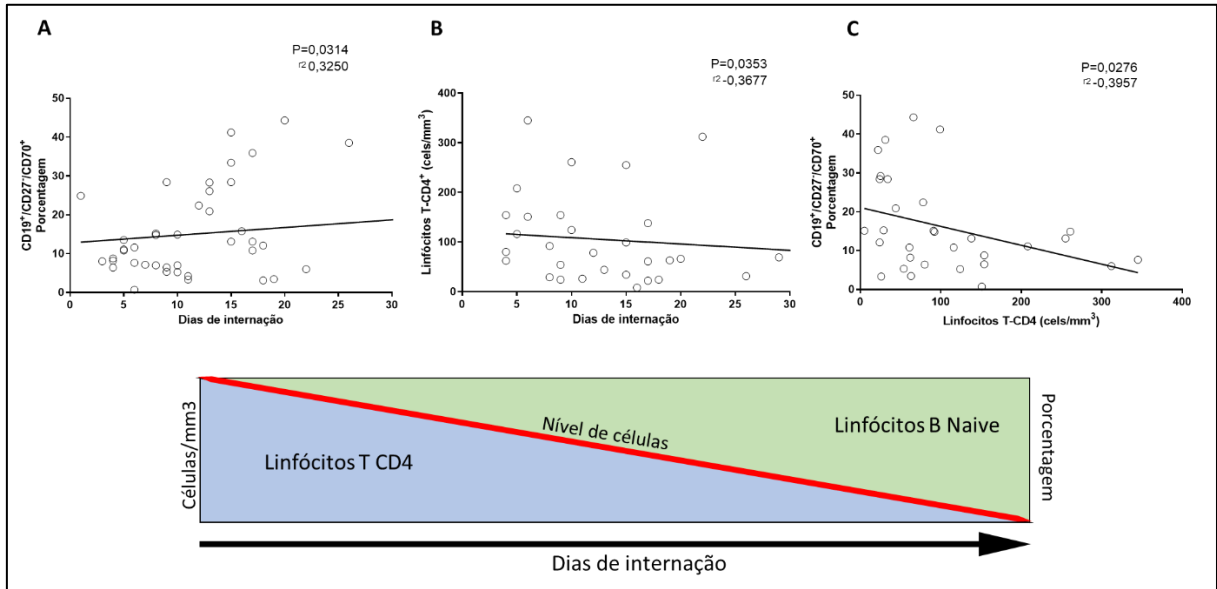 A
P=0,0314
r2 0,3250
CD19+/CD27-/CD70+
Porcentagem
50
40
30
20
10
0
0 5 10 15 20 25 30
Dias de internação
B
P=0,0353
r2 -0,3677
Linfócitos T-CD4+ (cels/mm3)
400
300
200
100
0
0 5 10 15 20 25 30
Dias de internação
C
P=0,0276
r2 -0,3957
CD19+/CD27-/CD70+
Porcentagem
50
40
30
20
10
0
0 100 200 300 400
Linfocitos T-CD4 (cels/mm3)
Células/mm3
Linfócitos T CD4
Nível de células
Linfócitos B Naive
Porcentagem
Dias de internação